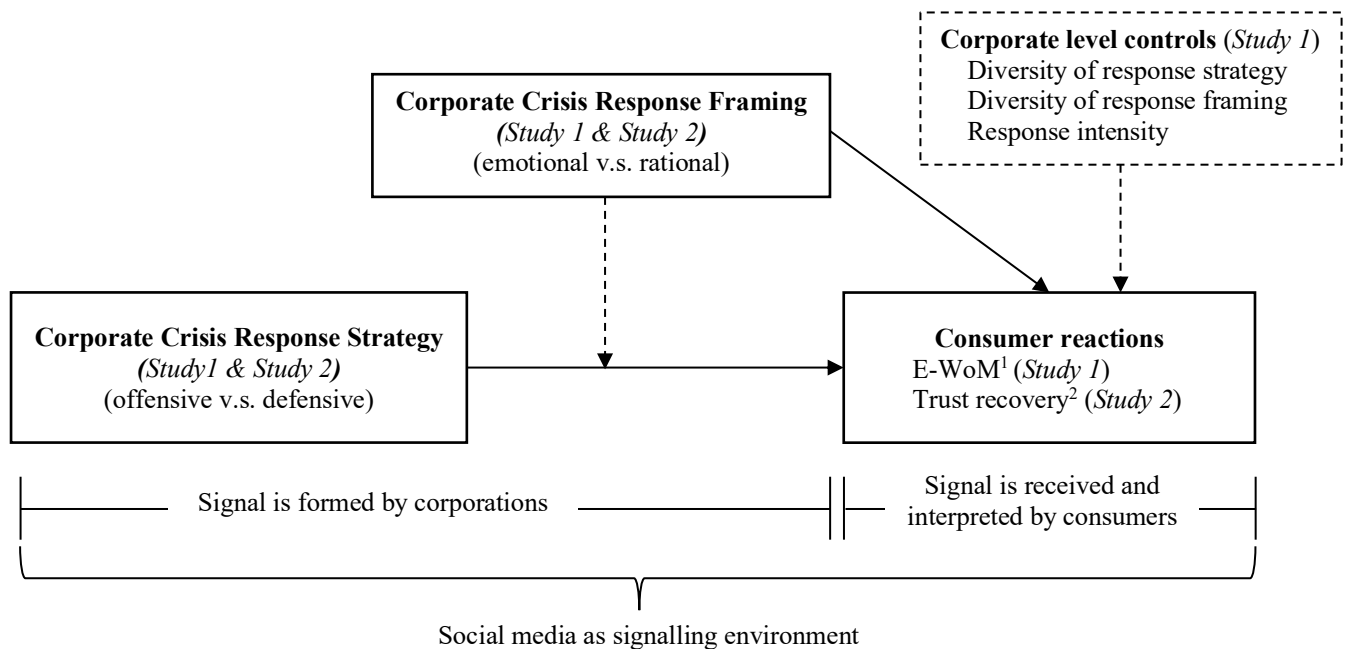 Corporate level controls (Study 1)
Diversity of response strategy
Diversity of response framing
Response intensity
Corporate Crisis Response Framing
(Study 1 & Study 2)
(emotional v.s. rational)
Corporate Crisis Response Strategy
(Study1 & Study 2)
(offensive v.s. defensive)
Consumer reactions
E-WoM¹ (Study 1)
Trust recovery² (Study 2)
Signal is formed by corporations
Signal is received and
interpreted by consumers
Social media as signalling environment